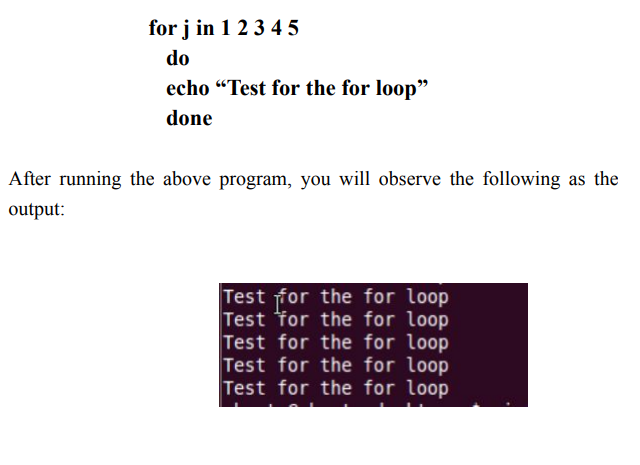 for j in 1 2 3 4 5
do
echo “Test for the for loop”
done
After running the above program, you will observe the following as the
output:
Test for the for loop
Test for the for loop
Test for the for loop
Test for the for loop
Test for the for loop